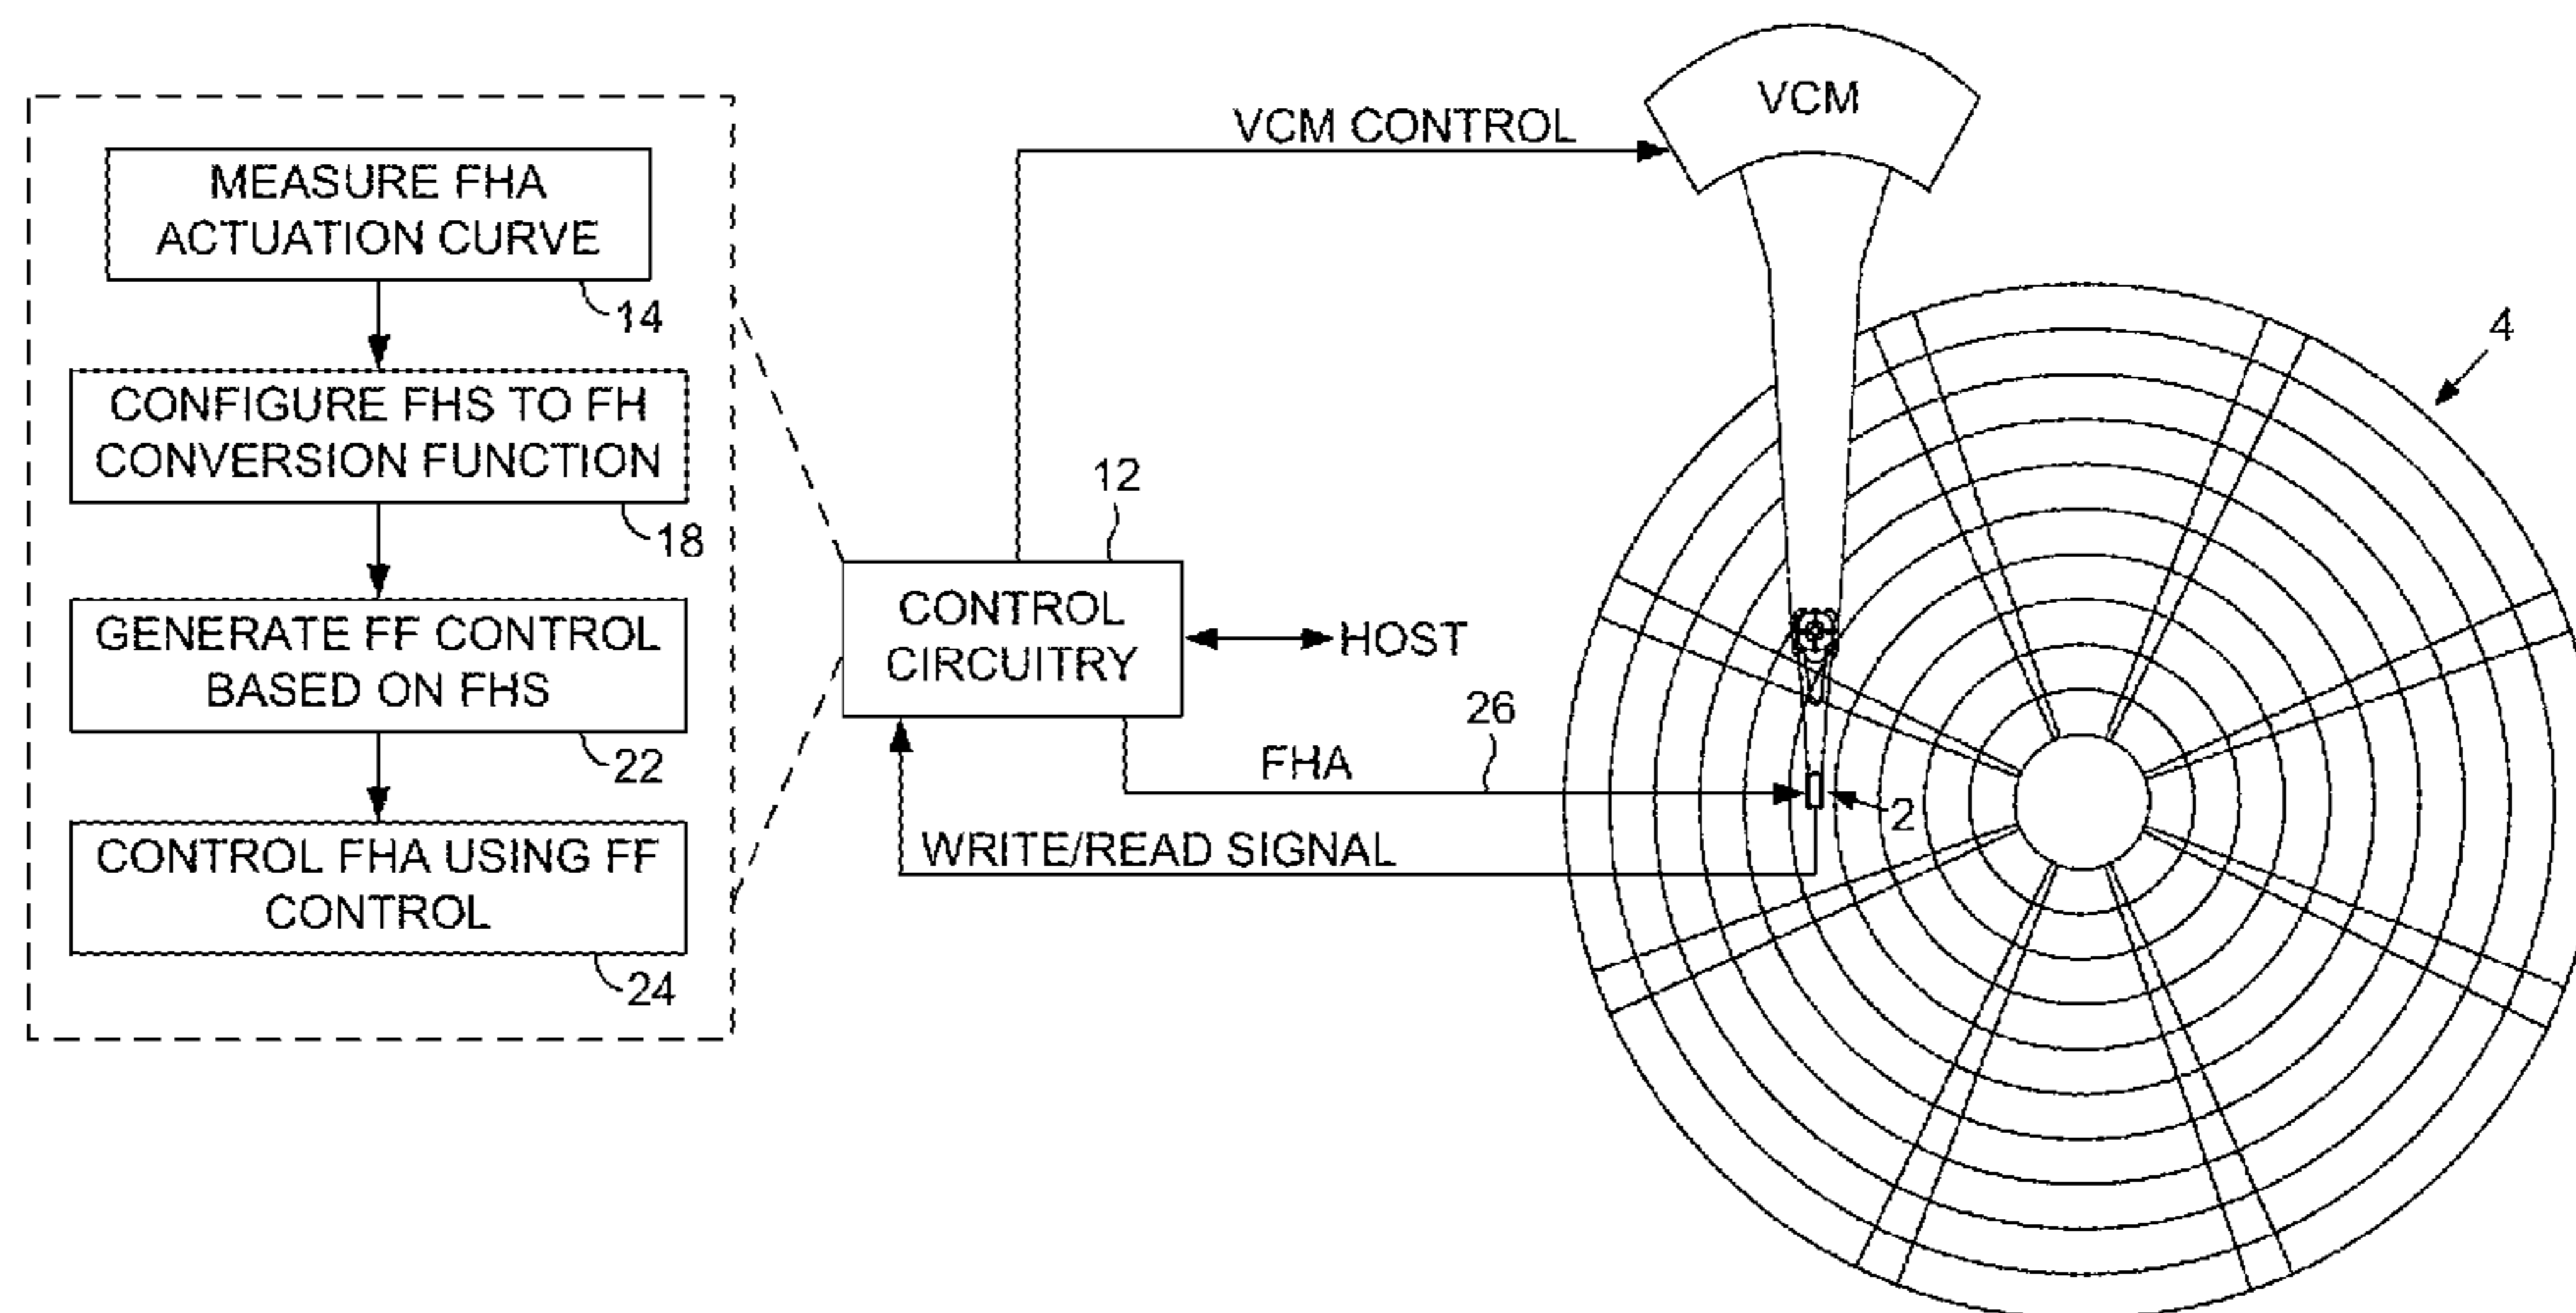 MEASURE FHA
ACTUATION CURVE
14
CONFIGURE FHS TO FH
CONVERSION FUNCTION
18
GENERATE FF CONTROL
BASED ON FHS
22
CONTROL FHA USING FF
CONTROL
24
VCM CONTROL
VCM
12
CONTROL
CIRCUITRY
HOST
26
FHA
WRITE/READ SIGNAL
2
4